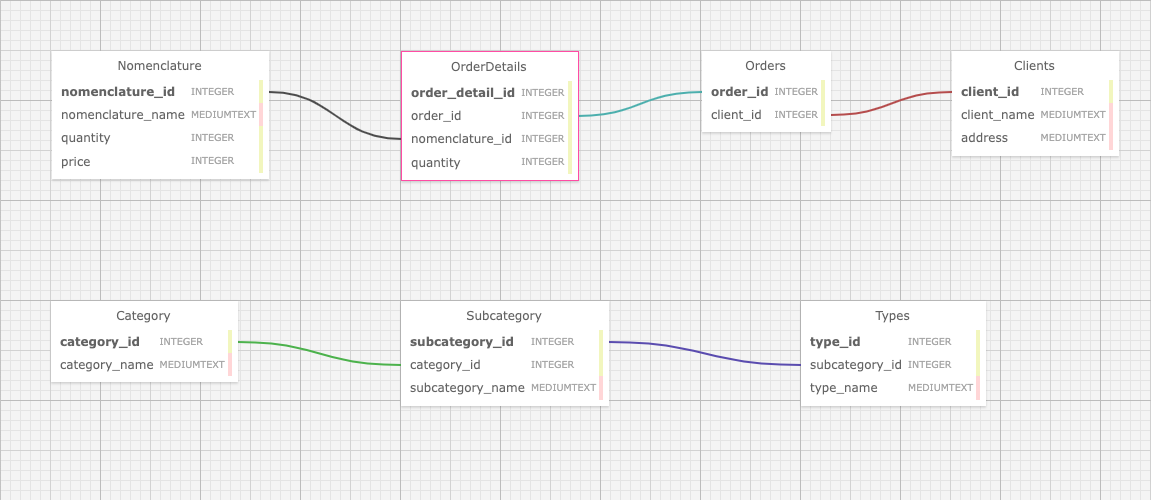 Nomenclature
nomenclature_id INTEGER
nomenclature_name MEDIUMTEXT
quantity INTEGER
price INTEGER
OrderDetails
order_detail_id INTEGER
order_id INTEGER
nomenclature_id INTEGER
quantity INTEGER
Orders
order_id INTEGER
client_id INTEGER
Clients
client_id INTEGER
client_name MEDIUMTEXT
address MEDIUMTEXT
Category
category_id INTEGER
category_name MEDIUMTEXT
Subcategory
subcategory_id INTEGER
category_id INTEGER
subcategory_name MEDIUMTEXT
Types
type_id INTEGER
subcategory_id INTEGER
type_name MEDIUMTEXT